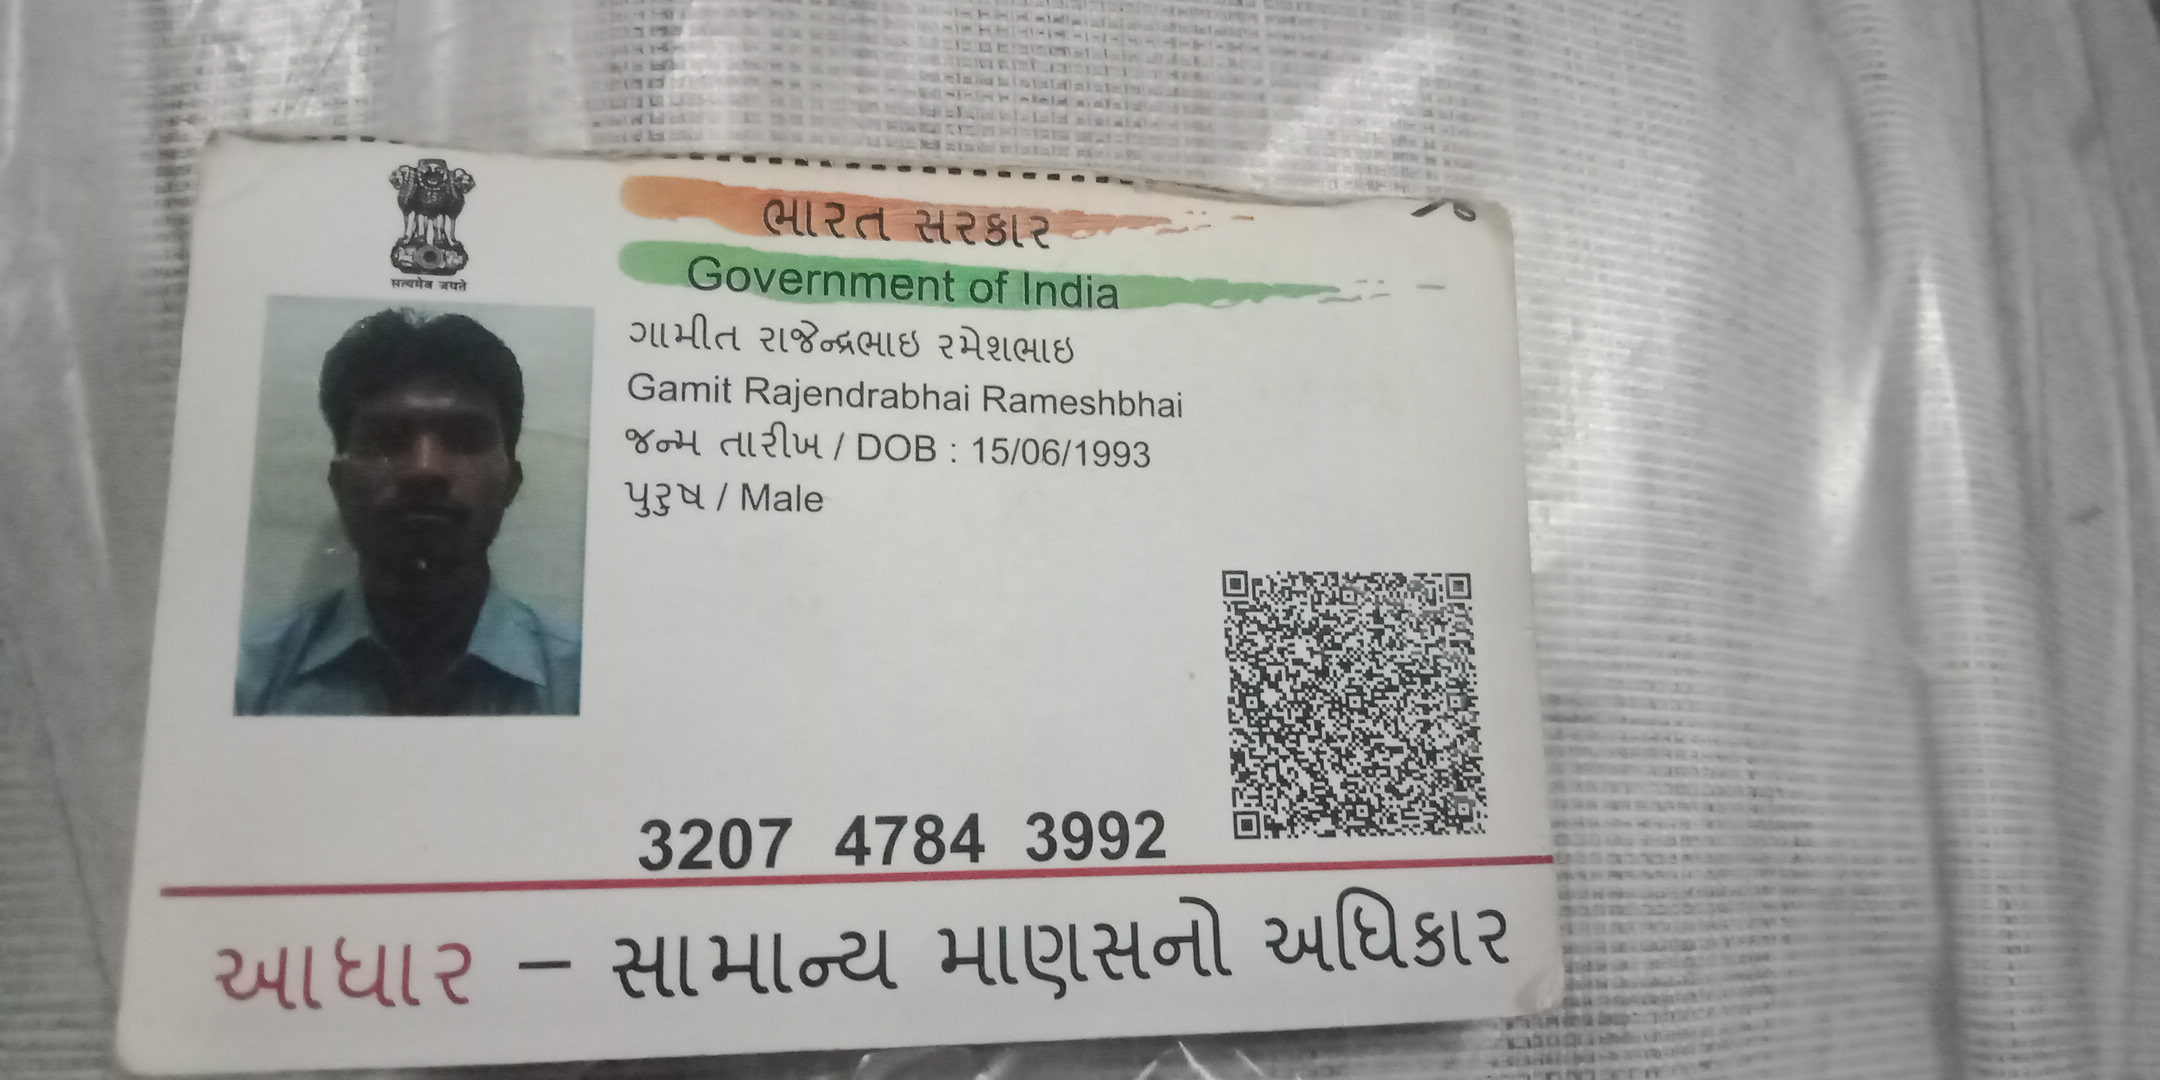 ભારત સરકાર
Government of India
सत्यमेव जयते
ગામીત રાજેન્દ્રભાઇ રમેશભાઇ
Gamit Rajendrabhai Rameshbhai
જન્મ તારીખ / DOB : 15/06/1993
પુરુષ / Male
3207 4784 3992
આધાર – સામાન્ય માણસનો અધિકાર